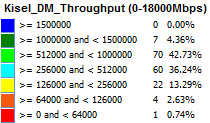 Kisel_DM_Throughput (0-18000Mbps)
>= 1500000 0 0.00%
>= 1000000 and < 1500000 7 4.36%
>= 512000 and < 1000000 70 42.73%
>= 256000 and < 512000 60 36.24%
>= 126000 and < 256000 22 13.29%
>= 64000 and < 126000 4 2.63%
>= 0 and < 64000 1 0.74%